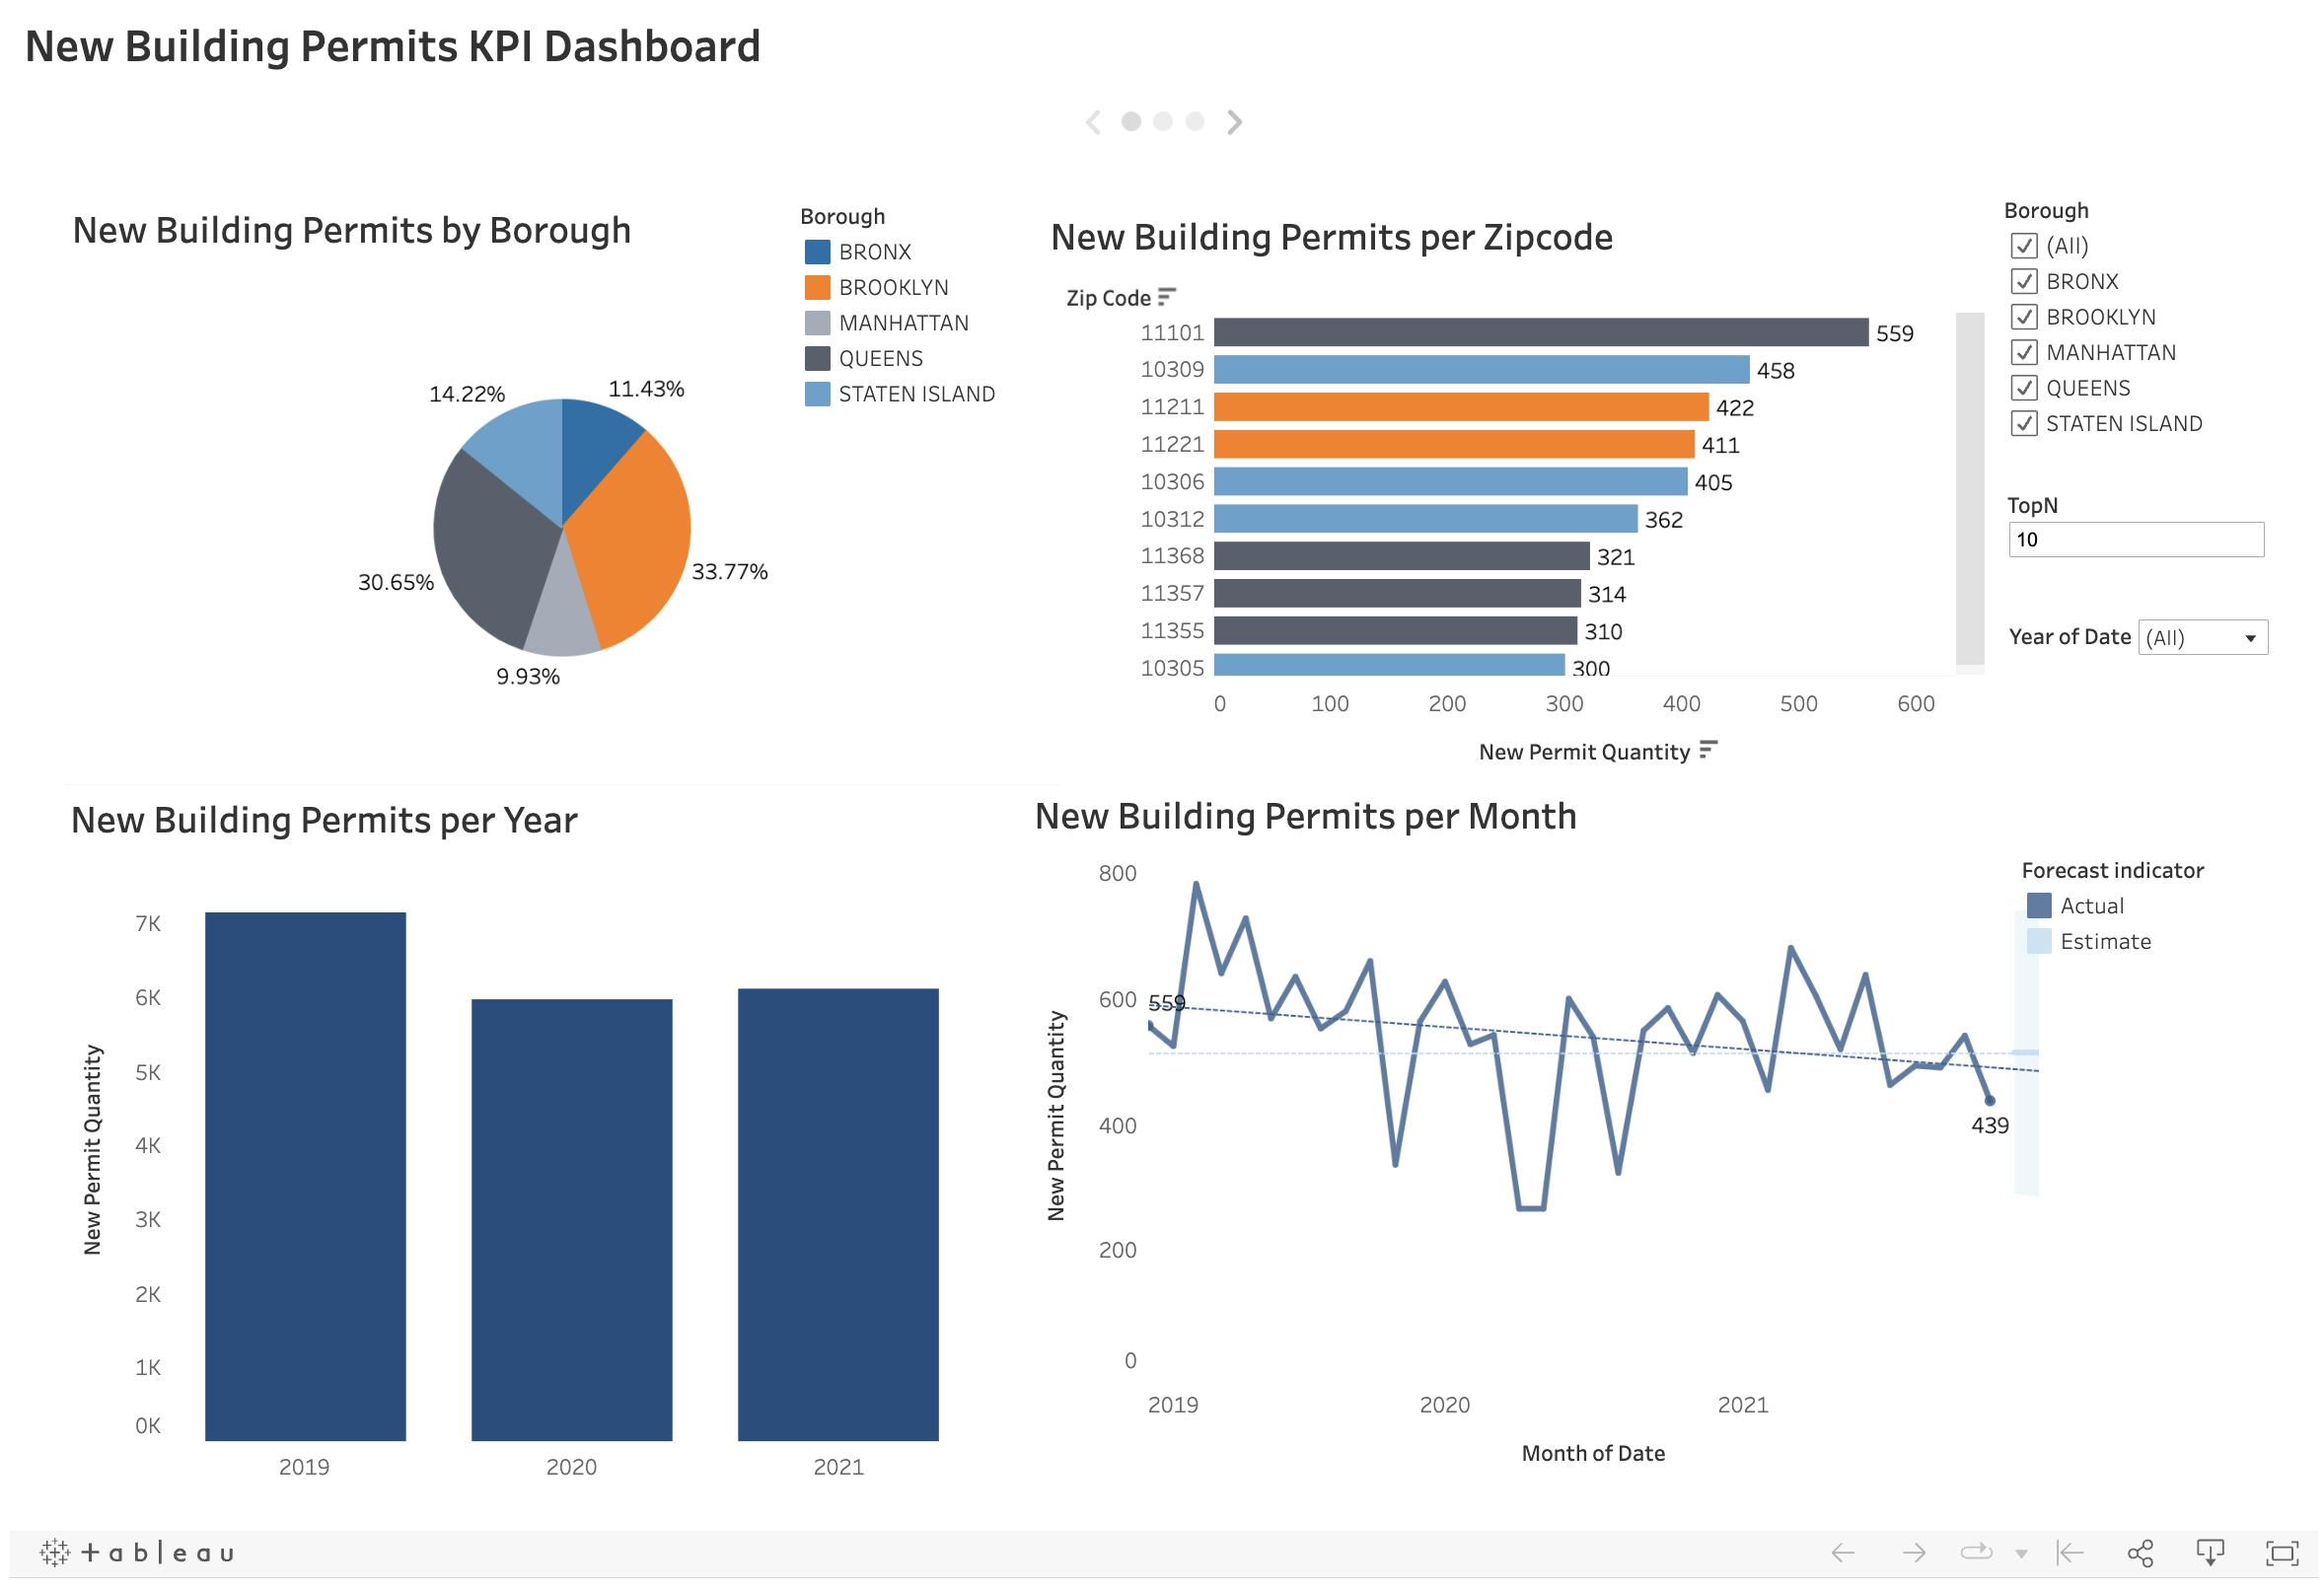 New Building Permits KPI Dashboard
New Building Permits by Borough
Borough
BRONX
BROOKLYN
MANHATTAN
QUEENS
STATEN ISLAND
14.22%
11.43%
30.65%
33.77%
9.93%
New Building Permits per Zipcode
Zip Code
11101 559
10309 458
11211 422
11221 411
10306 405
10312 362
11368 321
11357 314
11355 310
10305 300
0 100 200 300 400 500 600
New Permit Quantity
Borough
(All)
BRONX
BROOKLYN
MANHATTAN
QUEENS
STATEN ISLAND
TopN
10
Year of Date (All)
New Building Permits per Year
New Permit Quantity
7K
6K
5K
4K
3K
2K
1K
0K
2019 2020 2021
New Building Permits per Month
New Permit Quantity
800
600
400
200
0
559
439
2019 2020 2021
Month of Date
Forecast indicator
Actual
Estimate
+ableau